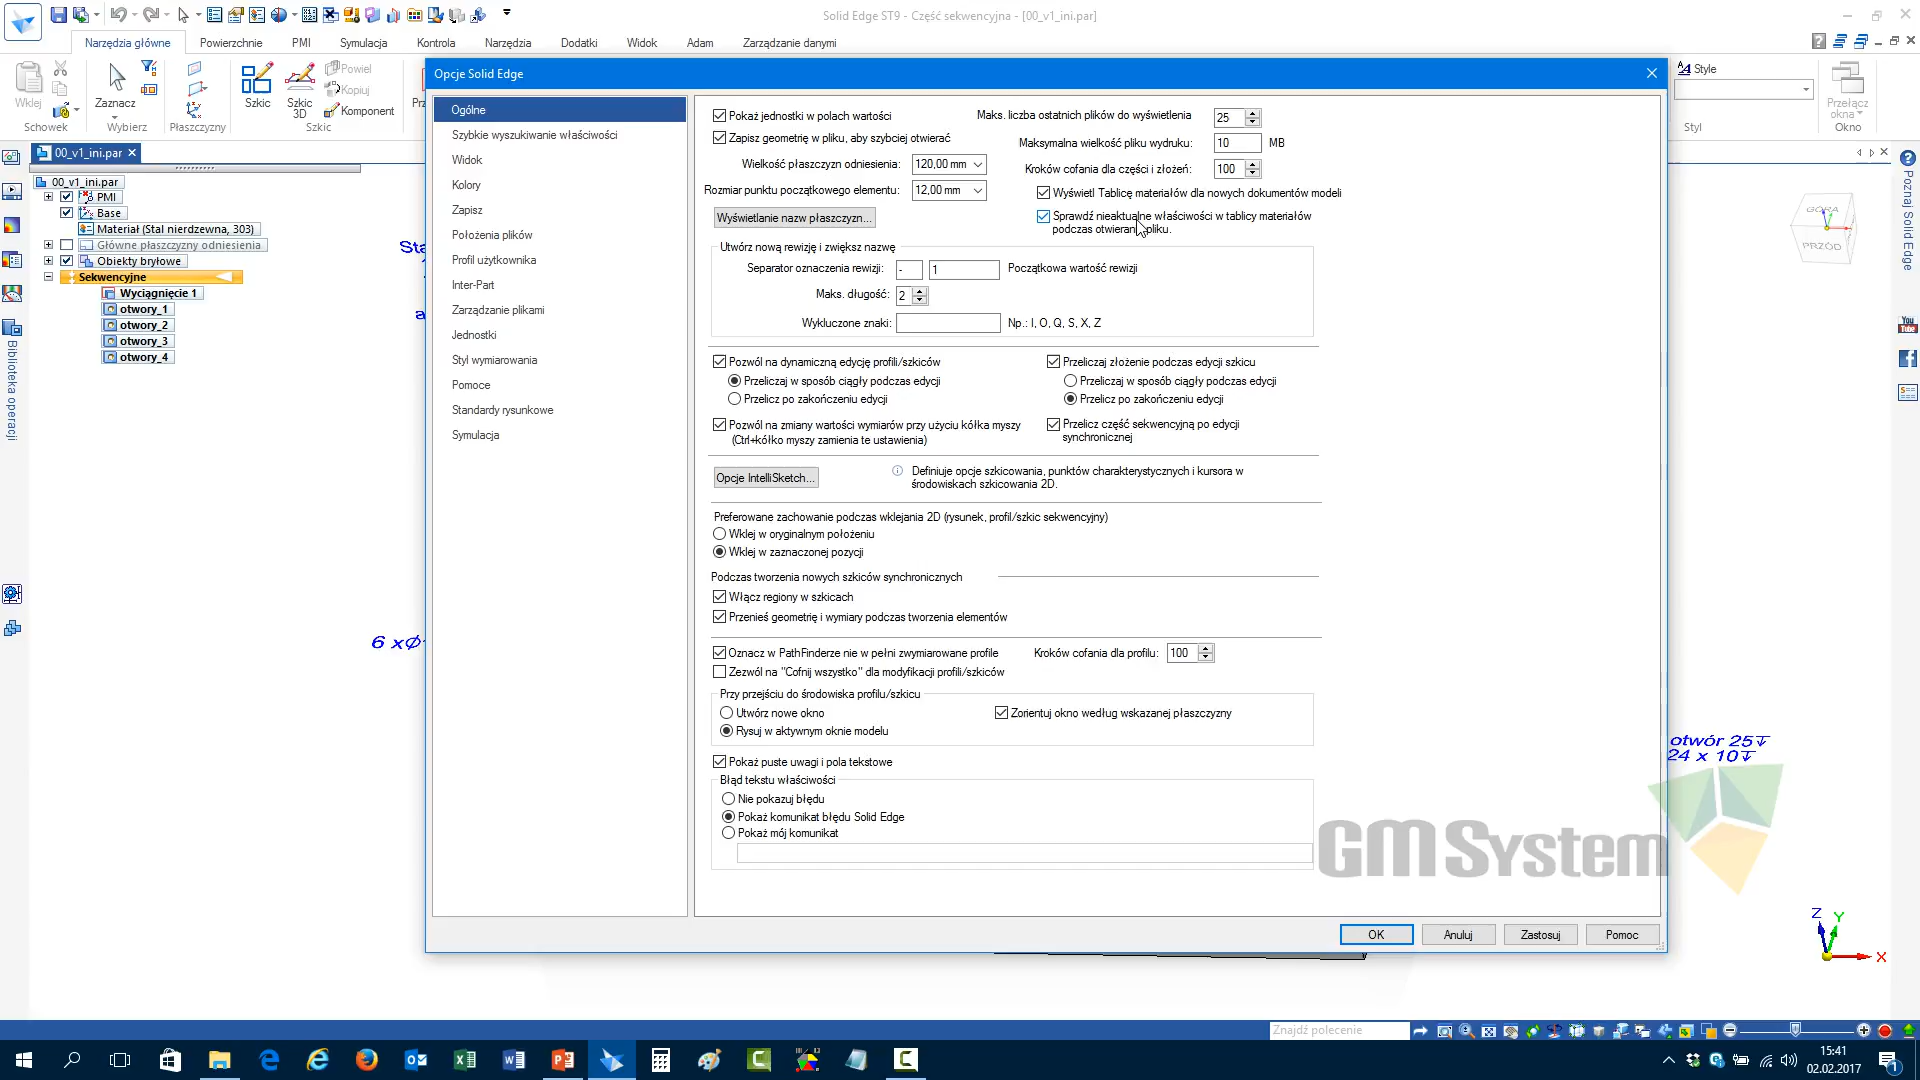 Solid Edge ST9 - Część sekwencyjna - [00_v1_ini.par]
Narzędzia główne
Powierzchnie
PMI
Symulacja
Kontrola
Narzędzia
Dodatki
Widok
Adam
Zarządzanie danymi
Wklej
Schowek
Zaznacz
Wybierz
Płaszczyzny
Szkic
Szkic 3D
Powiel
Kopiuj
Komponent
Szkic
Style
Styl
Przełącz okna
Okno
00_v1_ini.par
00_v1_ini.par
PMI
Base
Materiał (Stal nierdzewna, 303)
Główne płaszczyzny odniesienia
Obiekty bryłowe
Sekwencyjne
Wyciągnięcie 1
otwory_1
otwory_2
otwory_3
otwory_4
Biblioteka operacji
Poznaj Solid Edge
You Tube
GÓRA
PRZÓD
Sta
a
6 xØ
otwór 25
24 x 10
Opcje Solid Edge
Ogólne
Szybkie wyszukiwanie właściwości
Widok
Kolory
Zapisz
Położenia plików
Profil użytkownika
Inter-Part
Zarządzanie plikami
Jednostki
Styl wymiarowania
Pomoce
Standardy rysunkowe
Symulacja
Pokaż jednostki w polach wartości
Maks. liczba ostatnich plików do wyświetlenia 25
Zapisz geometrię w pliku, aby szybciej otwierać
Maksymalna wielkość pliku wydruku: 10 MB
Wielkość płaszczyzn odniesienia: 120,00 mm
Kroków cofania dla części i złożeń: 100
Rozmiar punktu początkowego elementu: 12,00 mm
Wyświetl Tablicę materiałów dla nowych dokumentów modeli
Wyświetlanie nazw płaszczyzn...
Sprawdź nieaktualne właściwości w tablicy materiałów
podczas otwierania pliku.
Utwórz nową rewizję i zwiększ nazwę
Separator oznaczenia rewizji: - 1 Początkowa wartość rewizji
Maks. długość: 2
Wykluczone znaki: Np.: I, O, Q, S, X, Z
Pozwól na dynamiczną edycję profili/szkiców
Przeliczaj złożenie podczas edycji szkicu
Przeliczaj w sposób ciągły podczas edycji
Przeliczaj w sposób ciągły podczas edycji
Przelicz po zakończeniu edycji
Przelicz po zakończeniu edycji
Pozwól na zmiany wartości wymiarów przy użyciu kółka myszy
(Ctrl+kółko myszy zamienia te ustawienia)
Przelicz część sekwencyjną po edycji
synchronicznej
Opcje IntelliSketch...
Definiuje opcje szkicowania, punktów charakterystycznych i kursora w
środowiskach szkicowania 2D.
Preferowane zachowanie podczas wklejania 2D (rysunek, profil/szkic sekwencyjny)
Wklej w oryginalnym położeniu
Wklej w zaznaczonej pozycji
Podczas tworzenia nowych szkiców synchronicznych
Włącz regiony w szkicach
Przenieś geometrię i wymiary podczas tworzenia elementów
Oznacz w PathFinderze nie w pełni zwymiarowane profile
Kroków cofania dla profilu: 100
Zezwól na "Cofnij wszystko" dla modyfikacji profili/szkiców
Przy przejściu do środowiska profilu/szkicu
Utwórz nowe okno
Zorientuj okno według wskazanej płaszczyzny
Rysuj w aktywnym oknie modelu
Pokaż puste uwagi i pola tekstowe
Błąd tekstu właściwości
Nie pokazuj błędu
Pokaż komunikat błędu Solid Edge
Pokaż mój komunikat
OK
Anuluj
Zastosuj
Pomoc
GMSystem
Z
Y
X
Znajdź polecenie
15:41
02.02.2017